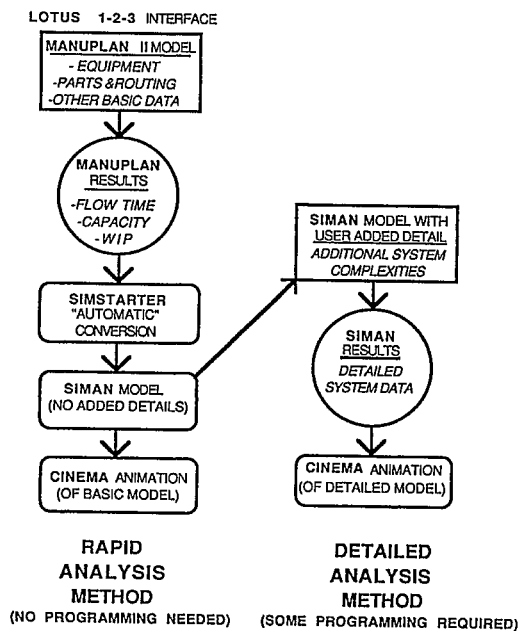 LOTUS 1-2-3 INTERFACE
MANUPLAN II MODEL
- EQUIPMENT
-PARTS &ROUTING
-OTHER BASIC DATA
MANUPLAN
RESULTS
-FLOW TIME
-CAPACITY
-WIP
SIMSTARTER
"AUTOMATIC"
CONVERSION
SIMAN MODEL
(NO ADDED DETAILS)
CINEMA ANIMATION
(OF BASIC MODEL)
RAPID
ANALYSIS
METHOD
(NO PROGRAMMING NEEDED)
SIMAN MODEL WITH
USER ADDED DETAIL
ADDITIONAL SYSTEM
COMPLEXITIES
SIMAN
RESULTS
DETAILED
SYSTEM DATA
CINEMA ANIMATION
(OF DETAILED MODEL)
DETAILED
ANALYSIS
METHOD
(SOME PROGRAMMING REQUIRED)